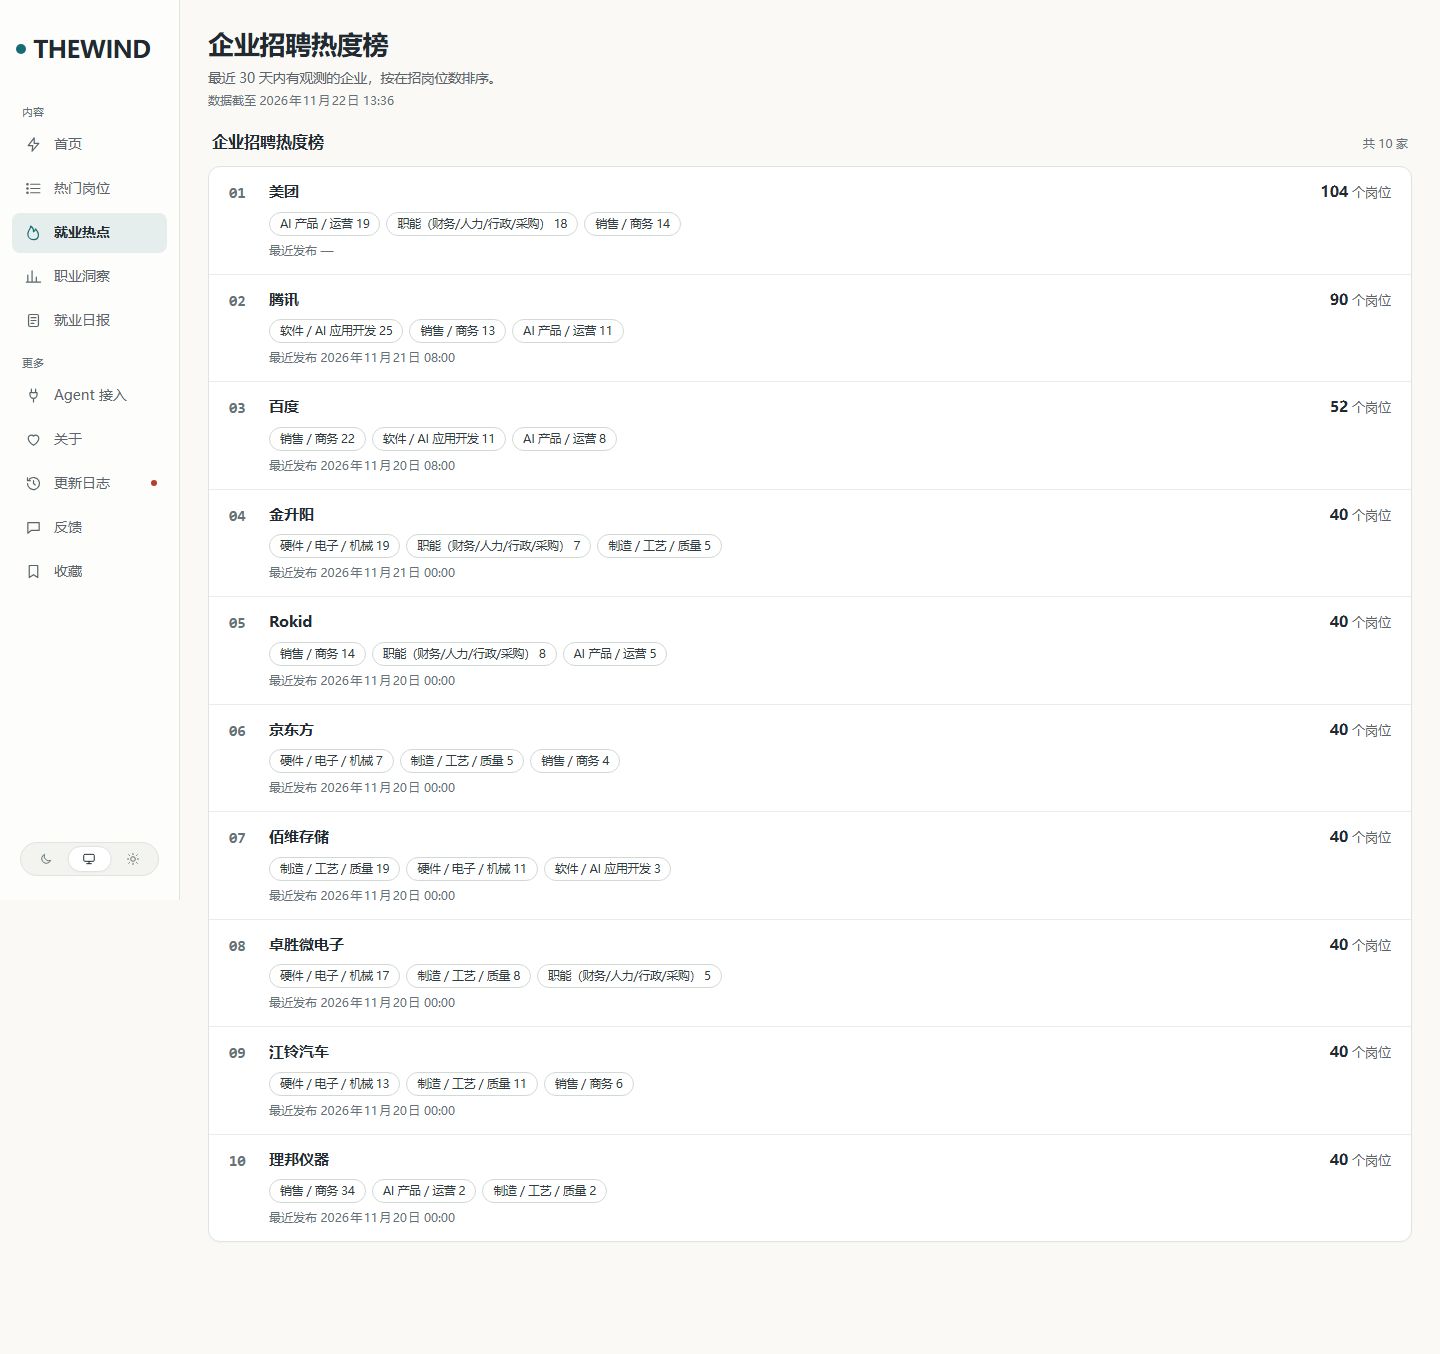 THEWIND
内容
首页
热门岗位
就业热点
职业洞察
就业日报
更多
Agent 接入
关于
更新日志
反馈
收藏
企业招聘热度榜
最近 30 天内有观测的企业，按在招岗位数排序。
数据截至 2026年11月22日 13:36
企业招聘热度榜 共 10 家
01 美团 104 个岗位
AI 产品 / 运营 19 职能（财务/人力/行政/采购） 18 销售 / 商务 14
最近发布 —
02 腾讯 90 个岗位
软件 / AI 应用开发 25 销售 / 商务 13 AI 产品 / 运营 11
最近发布 2026年11月21日 08:00
03 百度 52 个岗位
销售 / 商务 22 软件 / AI 应用开发 11 AI 产品 / 运营 8
最近发布 2026年11月20日 08:00
04 金升阳 40 个岗位
硬件 / 电子 / 机械 19 职能（财务/人力/行政/采购） 7 制造 / 工艺 / 质量 5
最近发布 2026年11月21日 00:00
05 Rokid 40 个岗位
销售 / 商务 14 职能（财务/人力/行政/采购） 8 AI 产品 / 运营 5
最近发布 2026年11月20日 00:00
06 京东方 40 个岗位
硬件 / 电子 / 机械 7 制造 / 工艺 / 质量 5 销售 / 商务 4
最近发布 2026年11月20日 00:00
07 佰维存储 40 个岗位
制造 / 工艺 / 质量 19 硬件 / 电子 / 机械 11 软件 / AI 应用开发 3
最近发布 2026年11月20日 00:00
08 卓胜微电子 40 个岗位
硬件 / 电子 / 机械 17 制造 / 工艺 / 质量 8 职能（财务/人力/行政/采购） 5
最近发布 2026年11月20日 00:00
09 江铃汽车 40 个岗位
硬件 / 电子 / 机械 13 制造 / 工艺 / 质量 11 销售 / 商务 6
最近发布 2026年11月20日 00:00
10 理邦仪器 40 个岗位
销售 / 商务 34 AI 产品 / 运营 2 制造 / 工艺 / 质量 2
最近发布 2026年11月20日 00:00